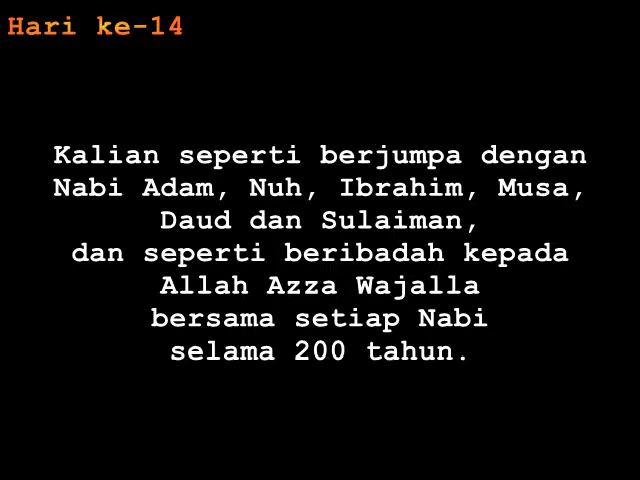 Hari ke-14
Kalian seperti berjumpa dengan
Nabi Adam, Nuh, Ibrahim, Musa,
Daud dan Sulaiman,
dan seperti beribadah kepada
Allah Azza Wajalla
bersama setiap Nabi
selama 200 tahun.